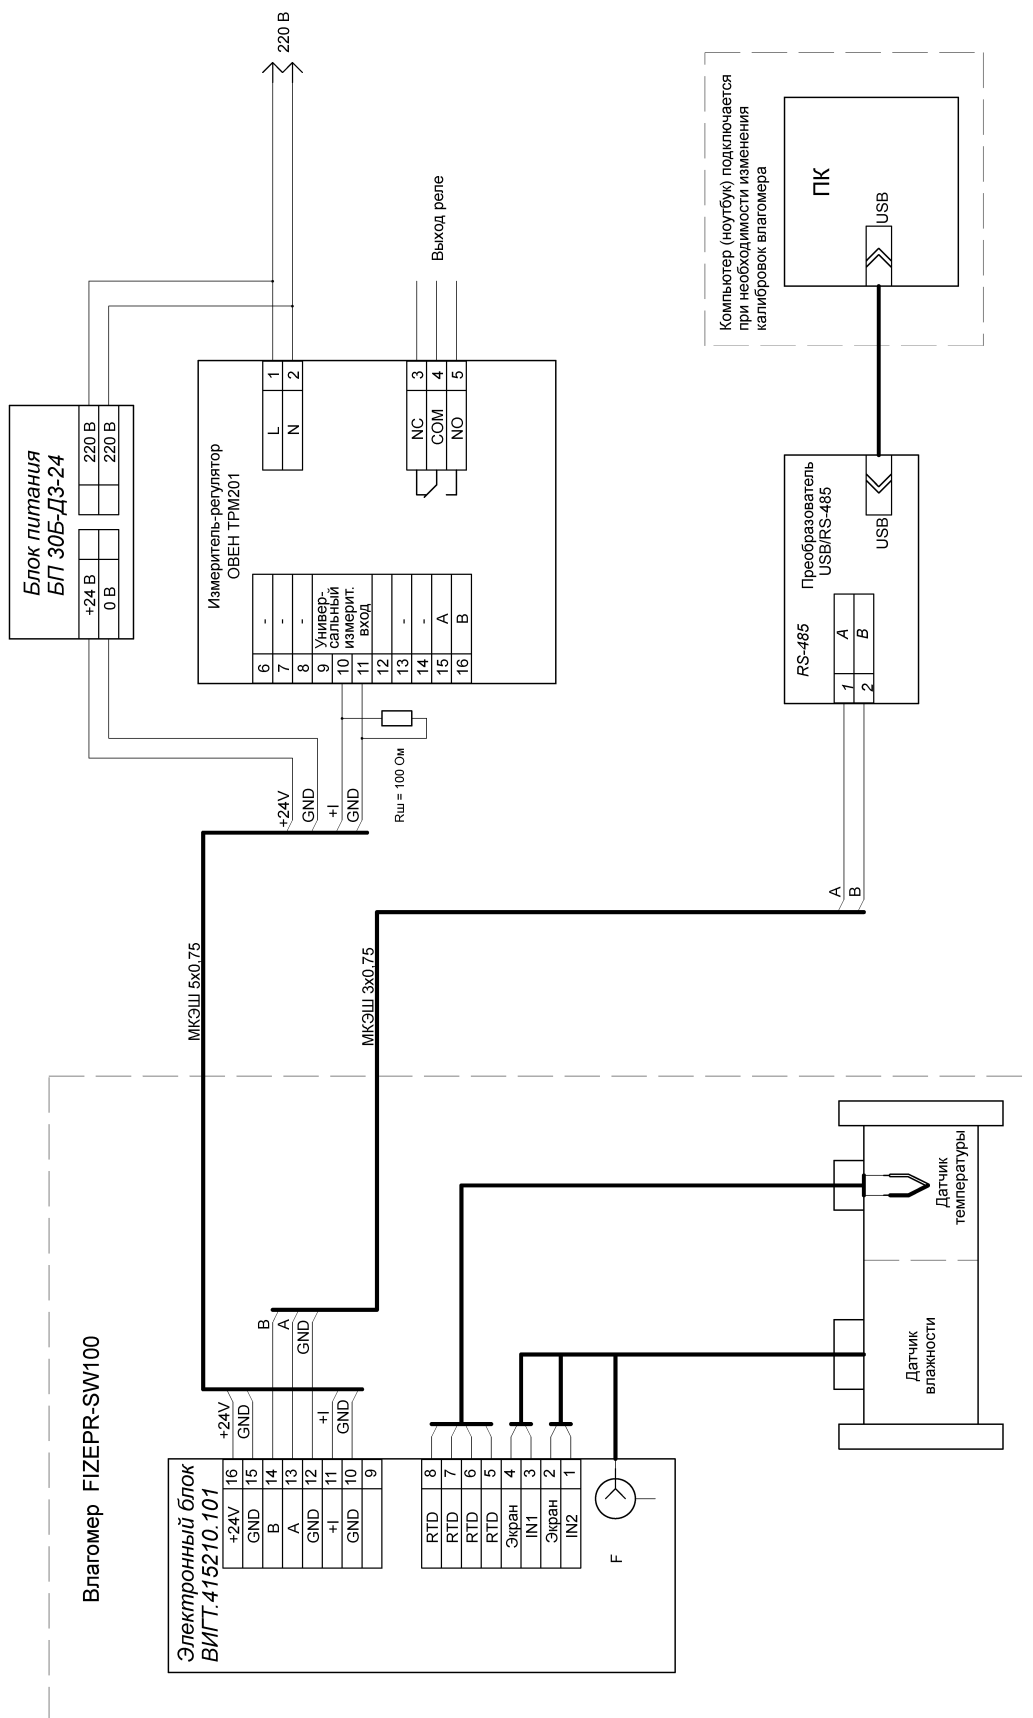 Влагомер FIZEPR-SW100
Электронный блок
ВИГТ.415210.101
+24V 16
GND 15
B 14
A 13
GND 12
+I 11
GND 10
9
RTD 8
RTD 7
RTD 6
RTD 5
Экран 4
IN1 3
Экран 2
IN2 1
F
+24V
GND
B
A
GND
+I
GND
Датчик
влажности
Датчик
температуры
МКЭШ 5х0,75
МКЭШ 3х0,75
+24V
GND
+I
GND
Rш = 100 Ом
A
B
Блок питания
БП 30Б-Д3-24
+24 В
0 В
220 В
220 В
Измеритель-регулятор
ОВЕН ТРМ201
6 -
7 -
8 -
9
10
11
12
Универ-
сальный
измерит.
вход
13 -
14 -
15 A
16 B
L 1
N 2
NC 3
COM 4
NO 5
220 В
Выход реле
Преобразователь
USB/RS-485
RS-485
1 A
2 B
USB
Компьютер (ноутбук) подключается
при необходимости изменения
калибровок влагомера
ПК
USB